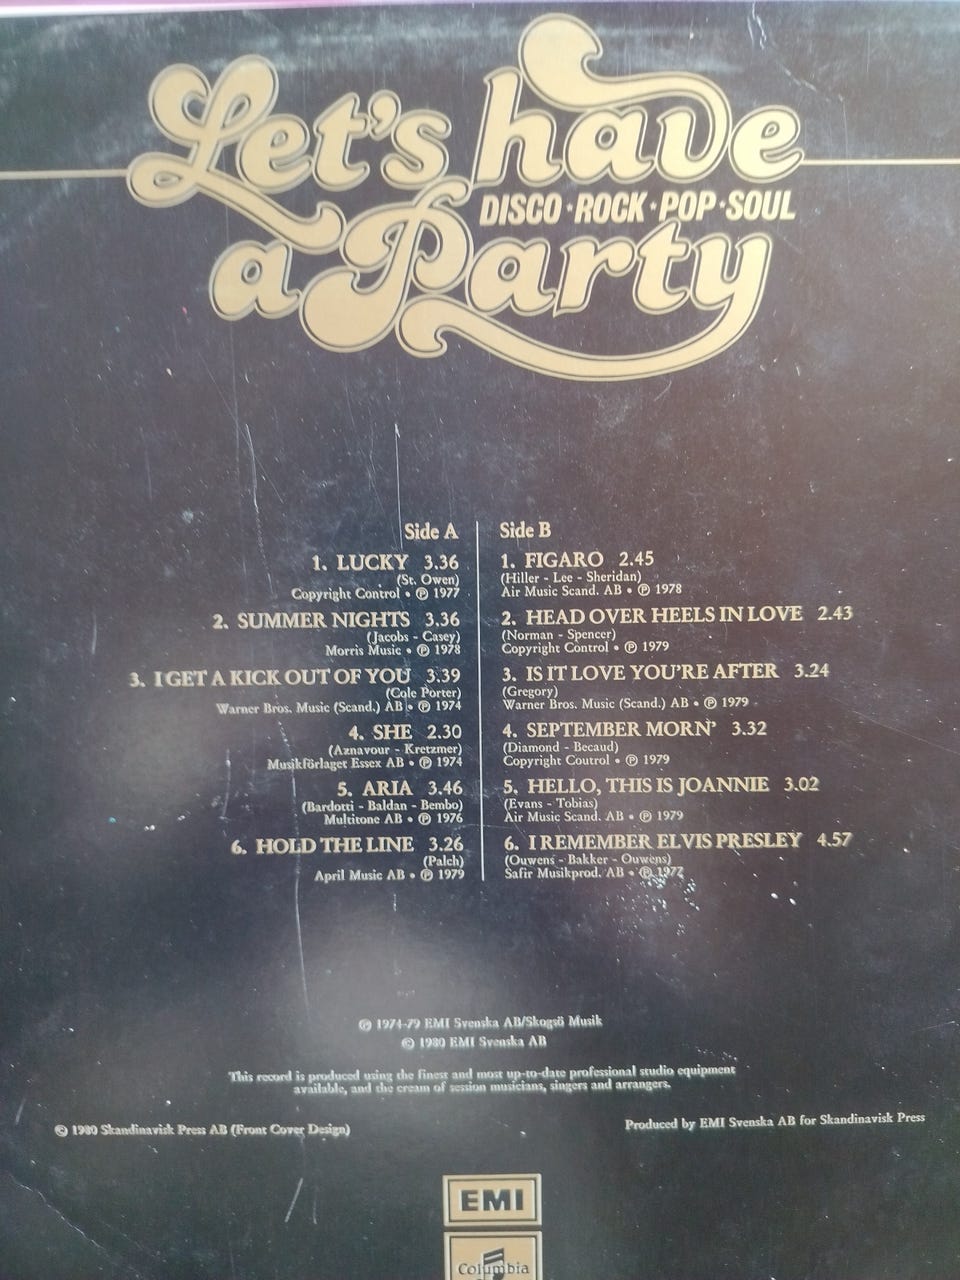 Let's have
DISCO·ROCK·POP·SOUL
a Party
Side A
1. LUCKY 3.36
(St. Owen)
Copyright Control • ℗ 1977
2. SUMMER NIGHTS 3.36
(Jacobs - Casey)
Morris Music • ℗ 1978
3. I GET A KICK OUT OF YOU 3.39
(Cole Porter)
Warner Bros. Music (Scand.) AB • ℗ 1974
4. SHE 2.30
(Aznavour - Kretzmer)
Musikförlaget Essex AB • ℗ 1974
5. ARIA 3.46
(Bardotti - Baldan - Bembo)
Multitone AB • ℗ 1976
6. HOLD THE LINE 3.26
(Palch)
April Music AB • ℗ 1979
Side B
1. FIGARO 2.45
(Hiller - Lee - Sheridan)
Air Music Scand. AB • ℗ 1978
2. HEAD OVER HEELS IN LOVE 2.43
(Norman - Spencer)
Copyright Control • ℗ 1979
3. IS IT LOVE YOU'RE AFTER 3.24
(Gregory)
Warner Bros. Music (Scand.) AB • ℗ 1979
4. SEPTEMBER MORN' 3.32
(Diamond - Becaud)
Copyright Coutrol • ℗ 1979
5. HELLO, THIS IS JOANNIE 3.02
(Evans - Tobias)
Air Music Scand. AB • ℗ 1979
6. I REMEMBER ELVIS PRESLEY 4.57
(Ouwens - Bakker - Ouwens)
Safir Musikprod. AB • ℗ 1977
℗ 1974-79 EMI Svenska AB/Skogsö Musik
© 1980 EMI Svenska AB
This record is produced using the finest and most up-to-date professional studio equipment
available, and the cream of session musicians, singers and arrangers.
© 1980 Skandinavisk Press AB (Front Cover Design)
Produced by EMI Svenska AB for Skandinavisk Press
EMI
Columbia